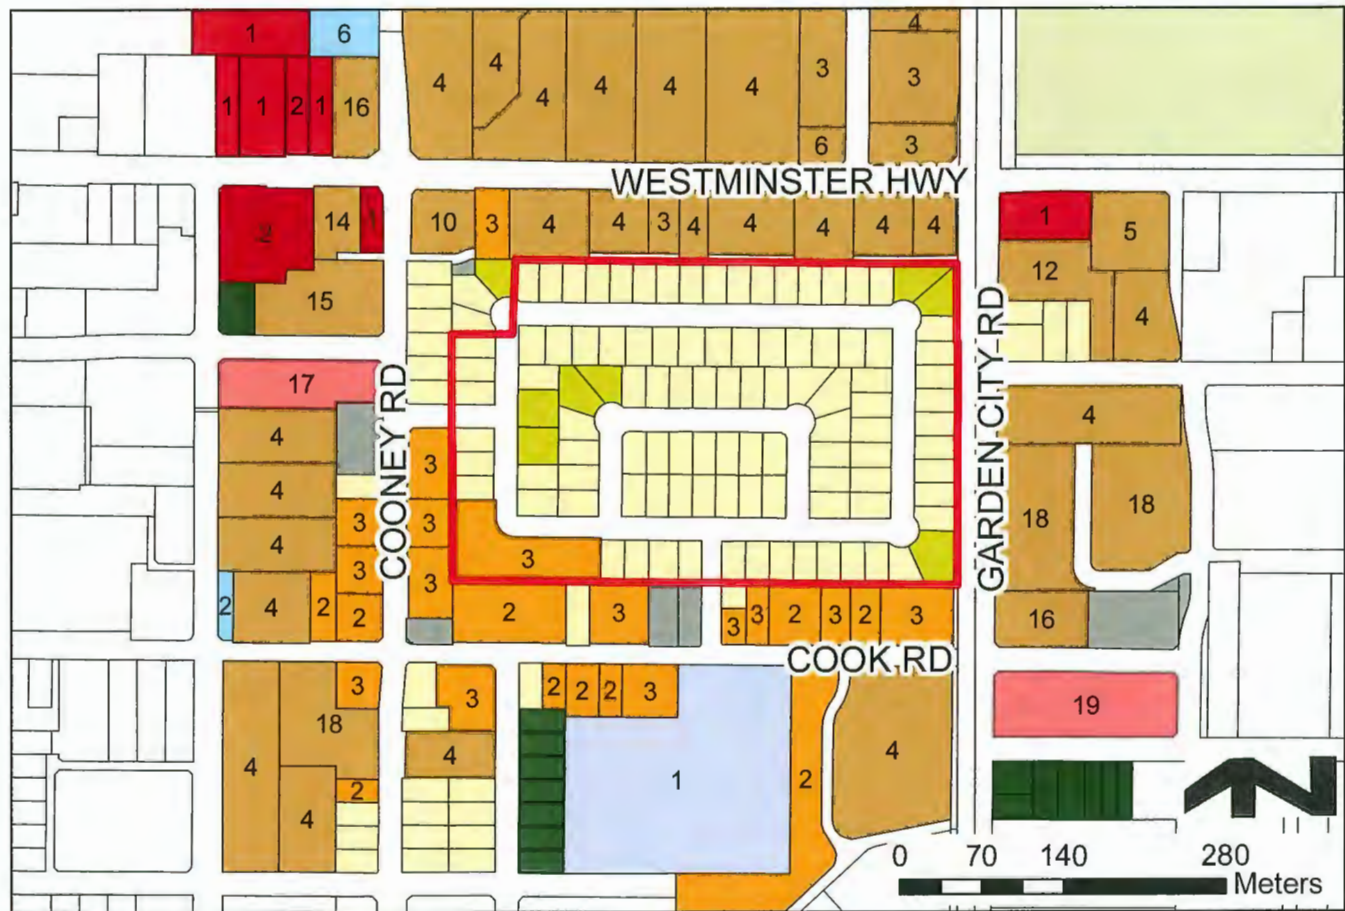 1 6 4 4 4 4 4 4 3 4
1 1 2 1 16 3
6 3
WESTMINSTER HWY
2 14 1 10 3 4 4 3 4 4 4 4 4 1 5
15 12 4
17 4
COONEY RD
GARDEN CITY RD
4 3
4 18 18
4 3 3
3 3 3
2 4 2 2 2 3 3 3 2 3 2 3 16
COOK RD
3 3 2 2 2 3
18 4 19
4 4 1 2 4
4 2
N
0 70 140 280
Meters